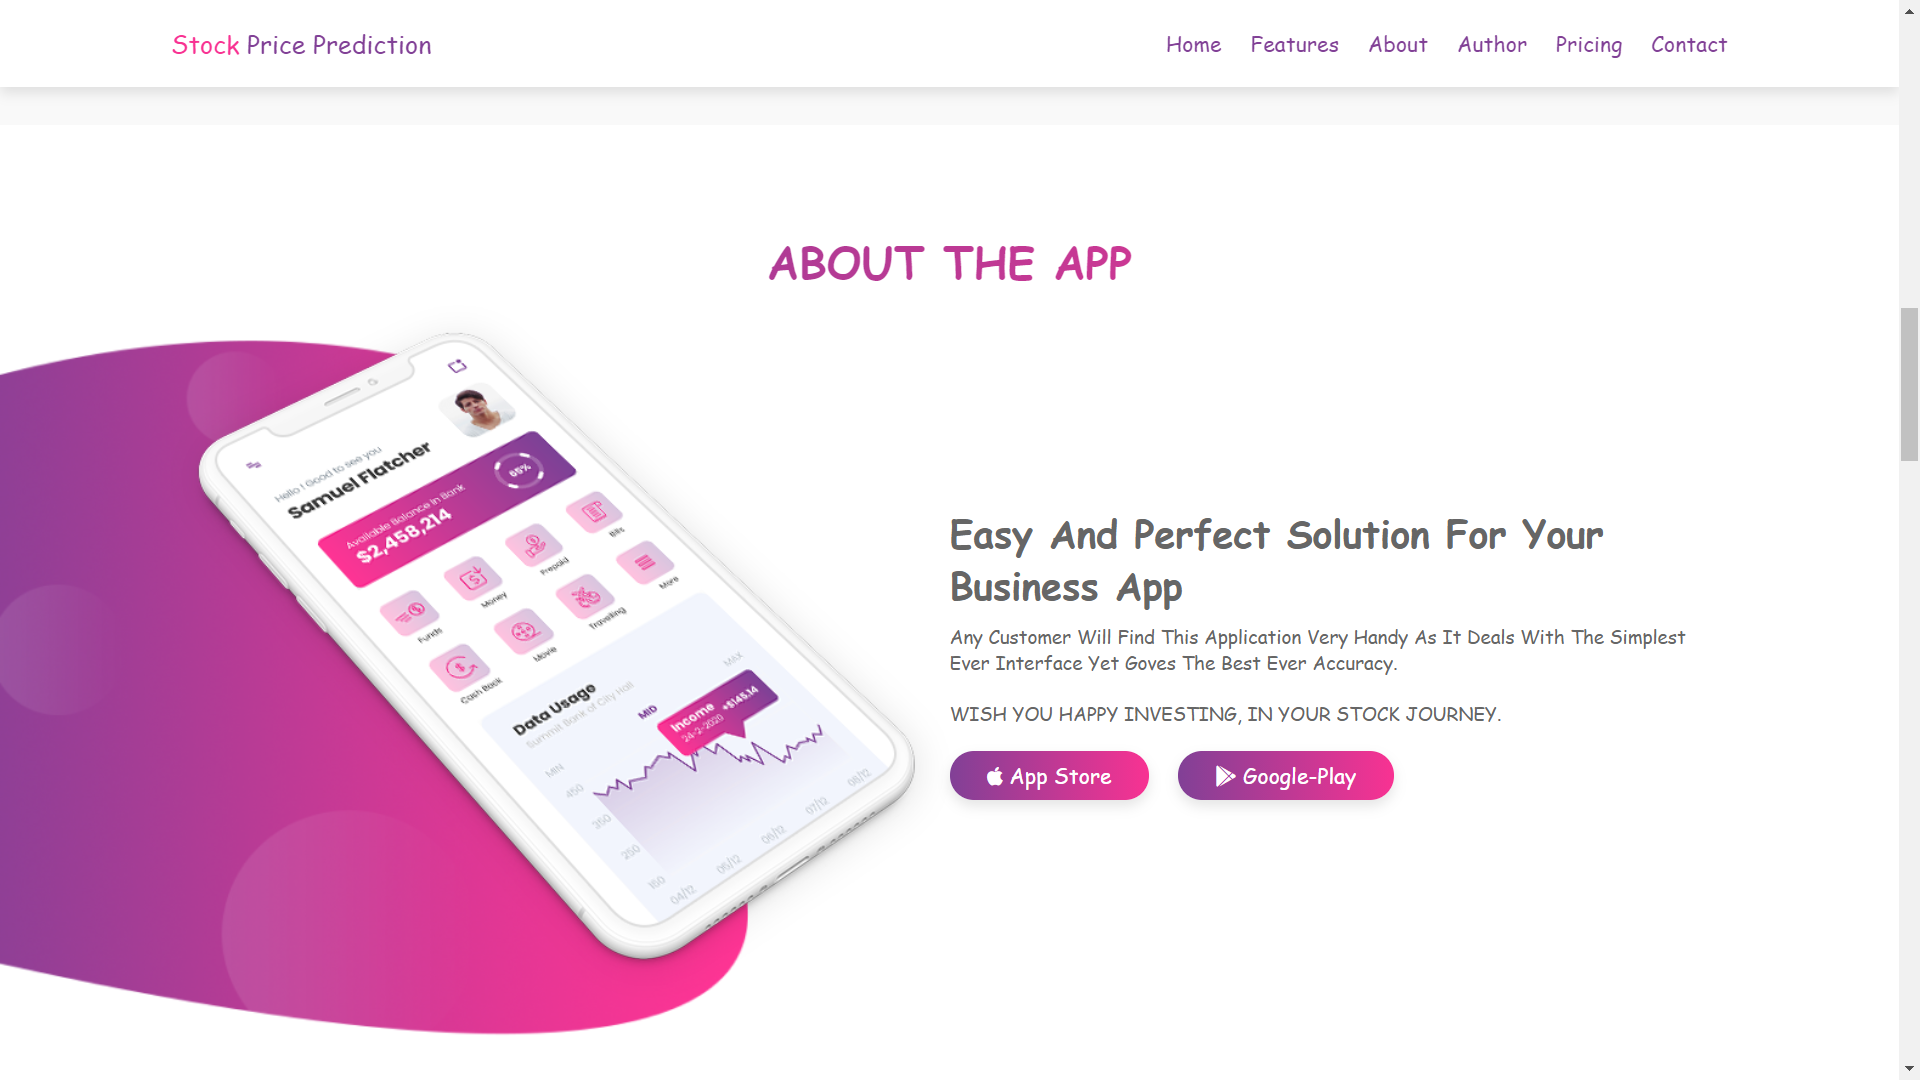 Stock Price Prediction
Home Features About Author Pricing Contact
ABOUT THE APP
Hello ! Good to see you
Samuel Flatcher
Available Balance In Bank
$2,458,214
65%
Funds
Money
Prepaid
Bills
Cash Back
Movie
Travelling
More
Data Usage
Summit Bank of City Hall
MIN
MID
MAX
Income +$145.14
24-2-2020
450
350
250
150
04/12
05/12
06/12
07/12
08/12
Easy And Perfect Solution For Your
Business App
Any Customer Will Find This Application Very Handy As It Deals With The Simplest
Ever Interface Yet Goves The Best Ever Accuracy.
WISH YOU HAPPY INVESTING, IN YOUR STOCK JOURNEY.
App Store
Google-Play